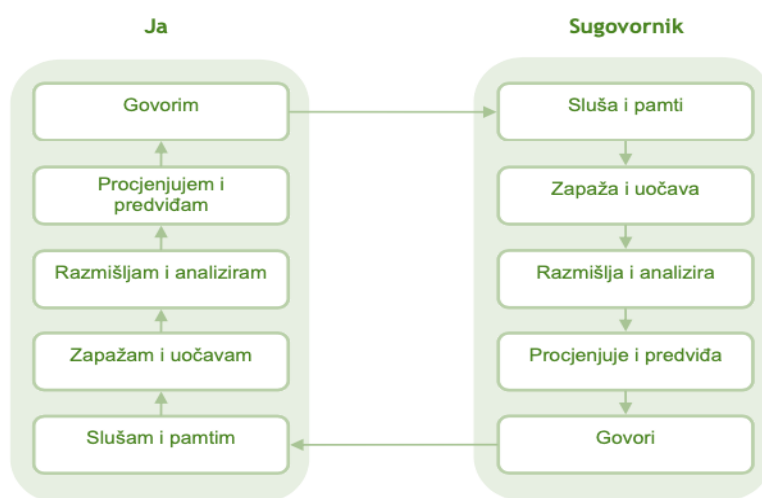 Ja
Govorim
Procjenjujem i
predviđam
Razmišljam i analiziram
Zapažam i uočavam
Slušam i pamtim
Sugovornik
Sluša i pamti
Zapaža i uočava
Razmišlja i analizira
Procjenjuje i predviđa
Govori